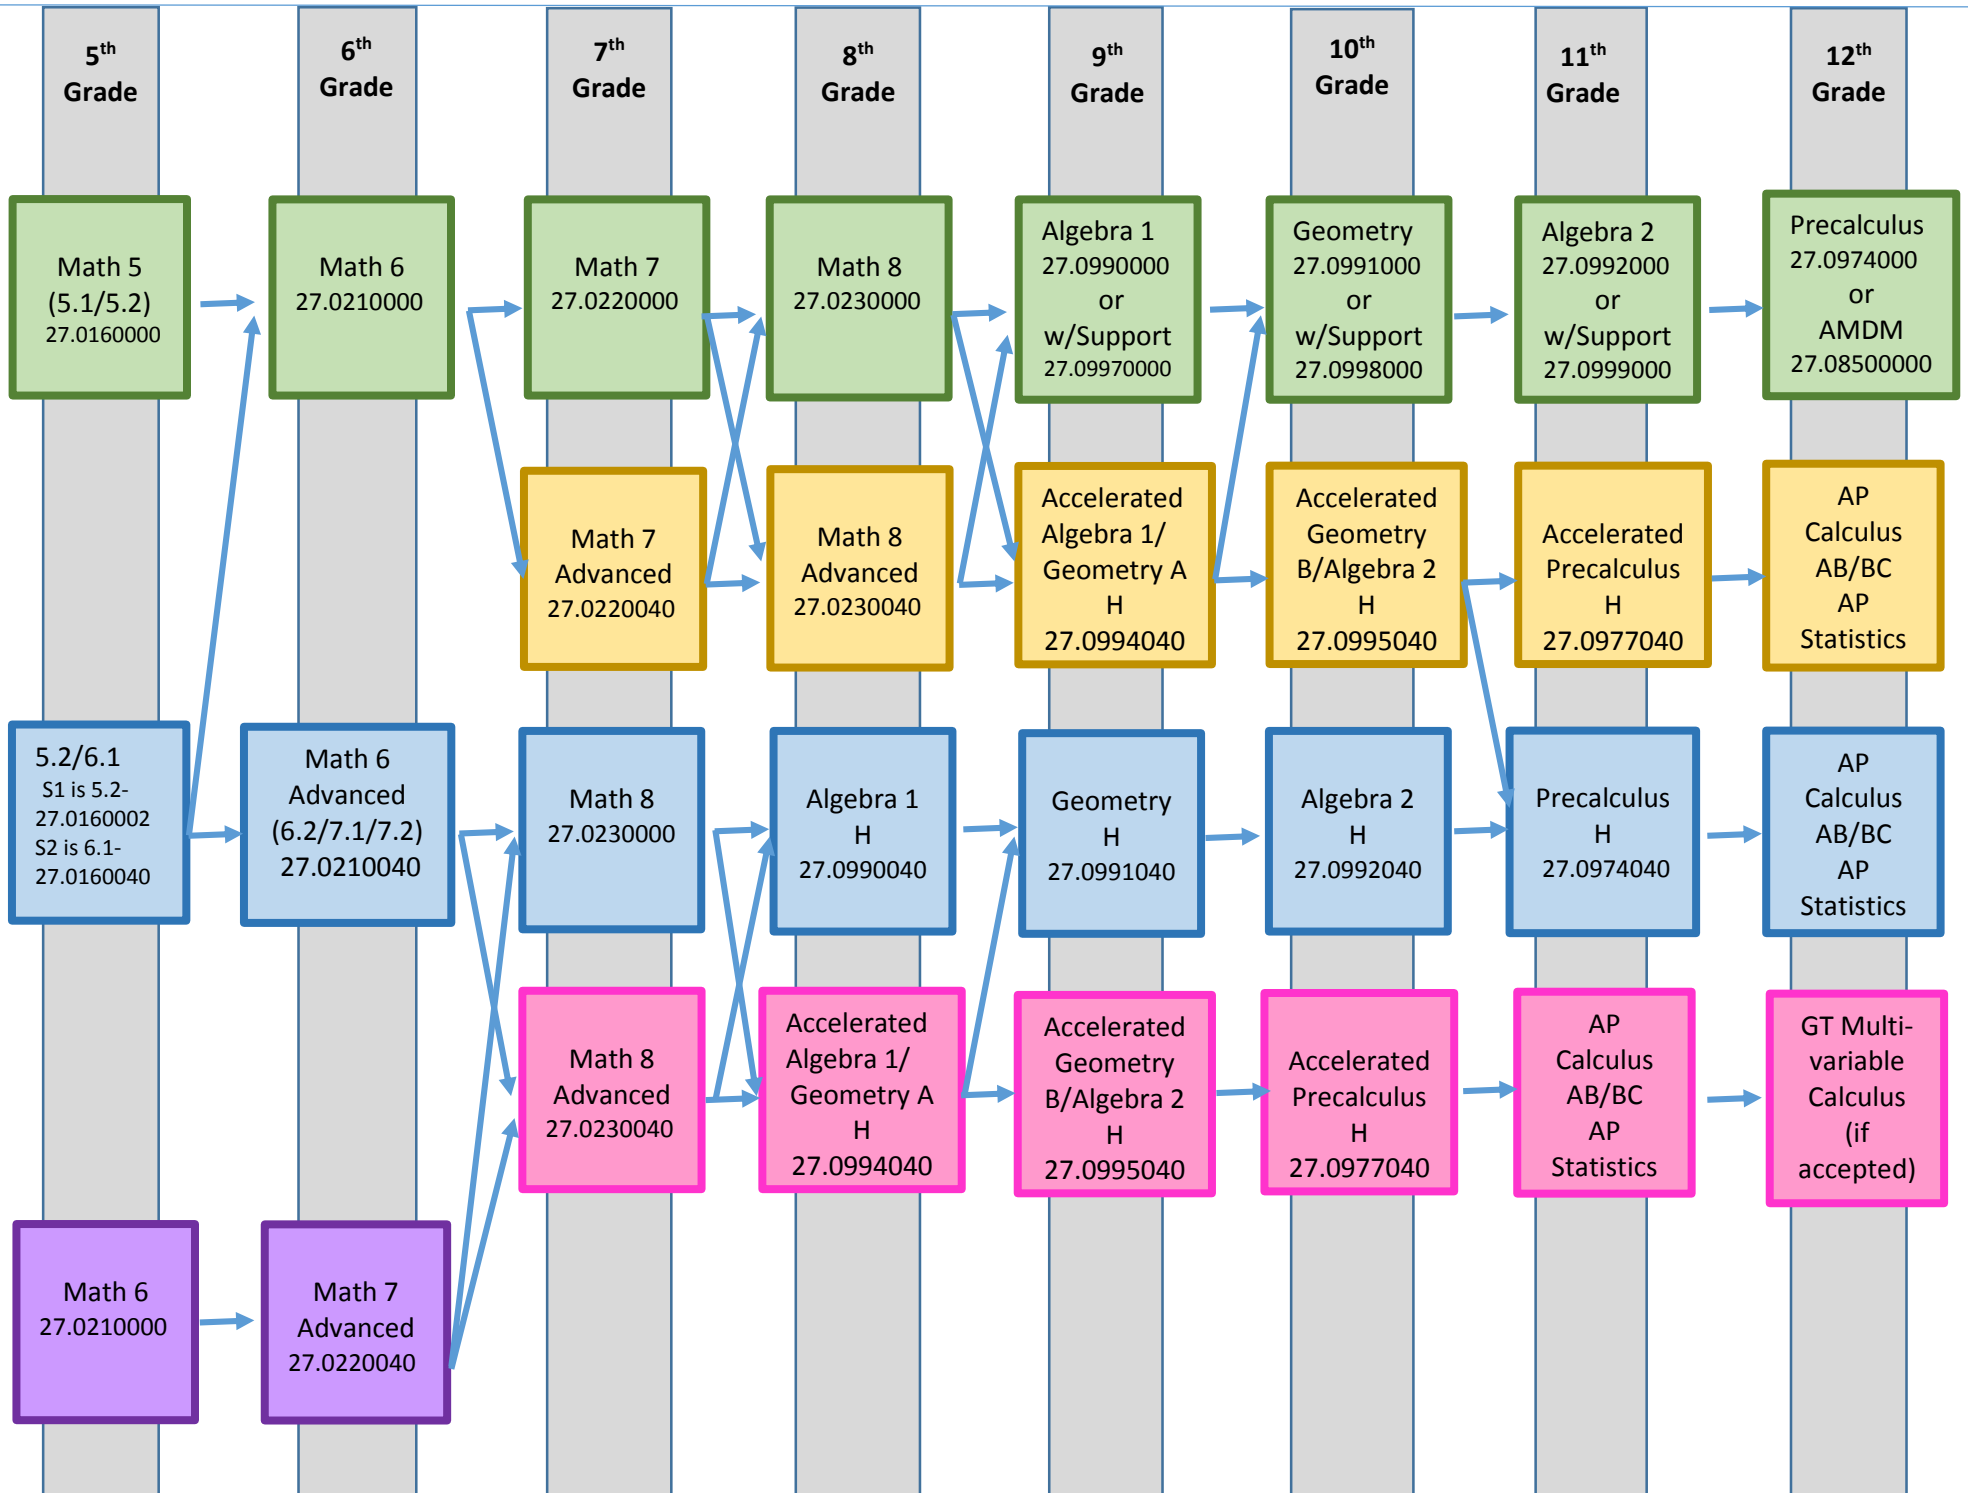 5th
Grade
6th
Grade
7th
Grade
8th
Grade
9th
Grade
10th
Grade
11th
Grade
12th
Grade
Math 5
(5.1/5.2)
27.0160000
Math 6
27.0210000
Math 7
27.0220000
Math 8
27.0230000
Algebra 1
27.0990000
or
w/Support
27.09970000
Geometry
27.0991000
or
w/Support
27.0998000
Algebra 2
27.0992000
or
w/Support
27.0999000
Precalculus
27.0974000
or
AMDM
27.08500000
Math 7
Advanced
27.0220040
Math 8
Advanced
27.0230040
Accelerated
Algebra 1/
Geometry A
H
27.0994040
Accelerated
Geometry
B/Algebra 2
H
27.0995040
Accelerated
Precalculus
H
27.0977040
AP
Calculus
AB/BC
AP
Statistics
5.2/6.1
S1 is 5.2-
27.0160002
S2 is 6.1-
27.0160040
Math 6
Advanced
(6.2/7.1/7.2)
27.0210040
Math 8
27.0230000
Algebra 1
H
27.0990040
Geometry
H
27.0991040
Algebra 2
H
27.0992040
Precalculus
H
27.0974040
AP
Calculus
AB/BC
AP
Statistics
Math 8
Advanced
27.0230040
Accelerated
Algebra 1/
Geometry A
H
27.0994040
Accelerated
Geometry
B/Algebra 2
H
27.0995040
Accelerated
Precalculus
H
27.0977040
AP
Calculus
AB/BC
AP
Statistics
GT Multi-
variable
Calculus
(if
accepted)
Math 6
27.0210000
Math 7
Advanced
27.0220040